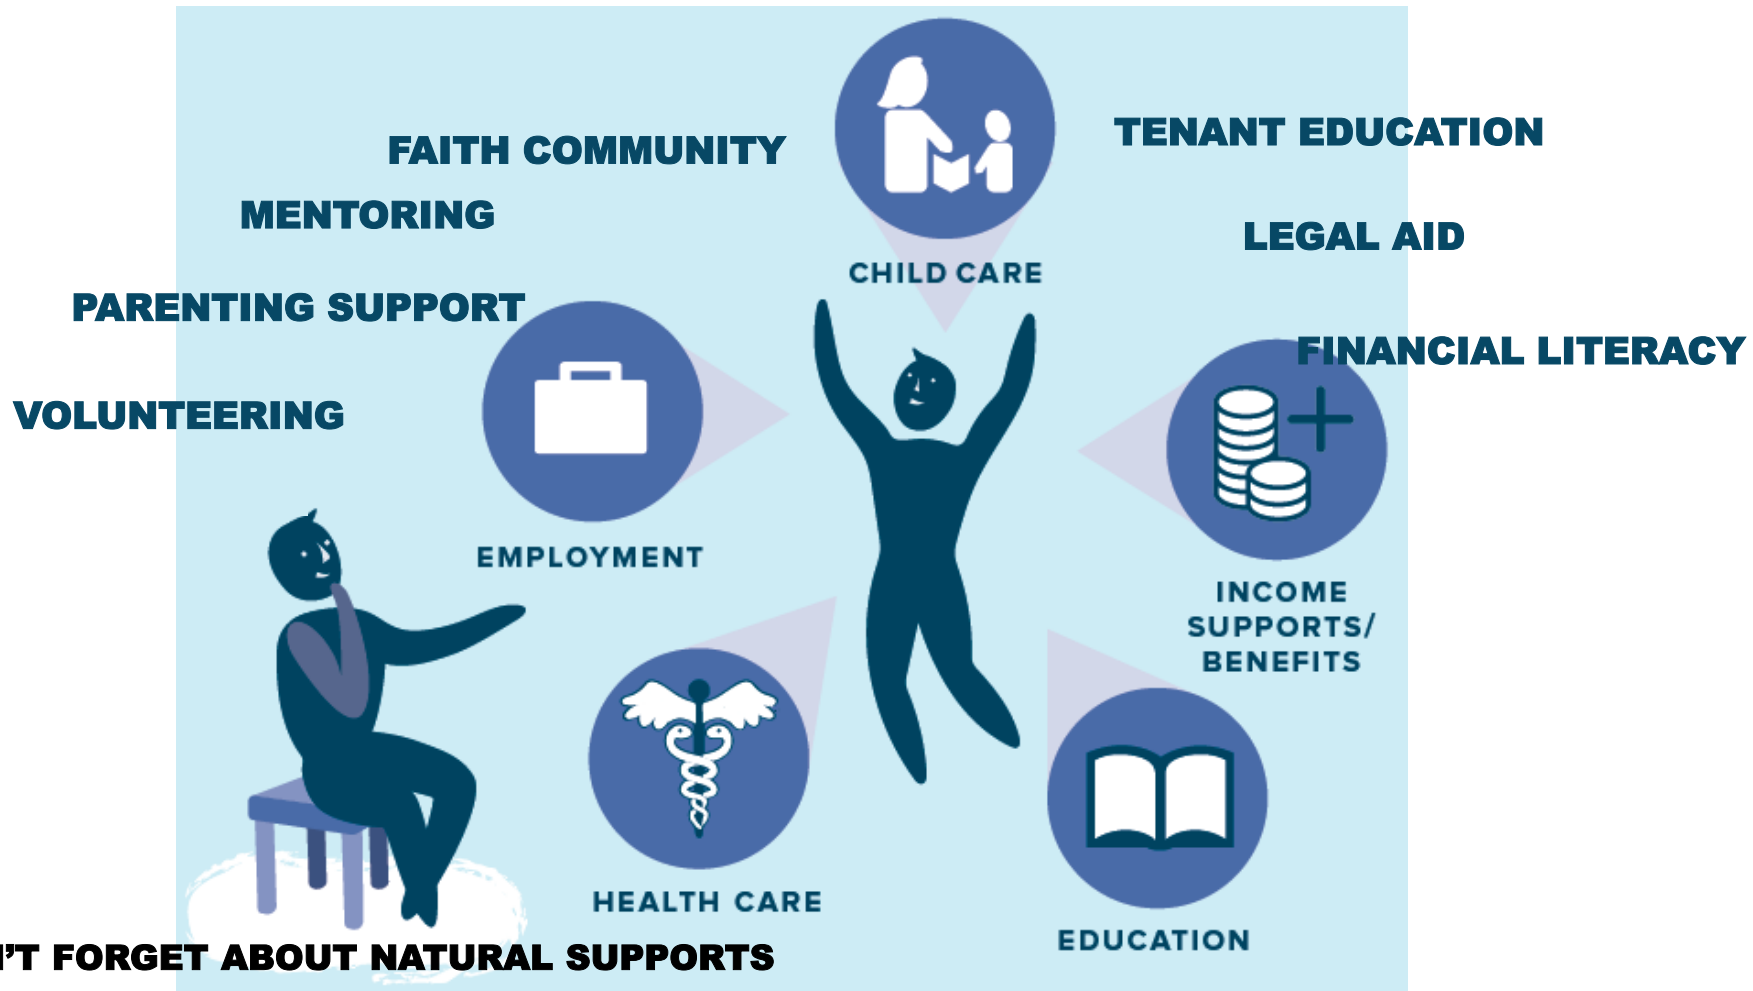 TENANT EDUCATION
FAITH COMMUNITY
MENTORING
LEGAL AID
CHILD CARE
PARENTING SUPPORT
FINANCIAL LITERACY
VOLUNTEERING
EMPLOYMENT
INCOME
SUPPORTS/
BENEFITS
HEALTH CARE
EDUCATION
'T FORGET ABOUT NATURAL SUPPORTS